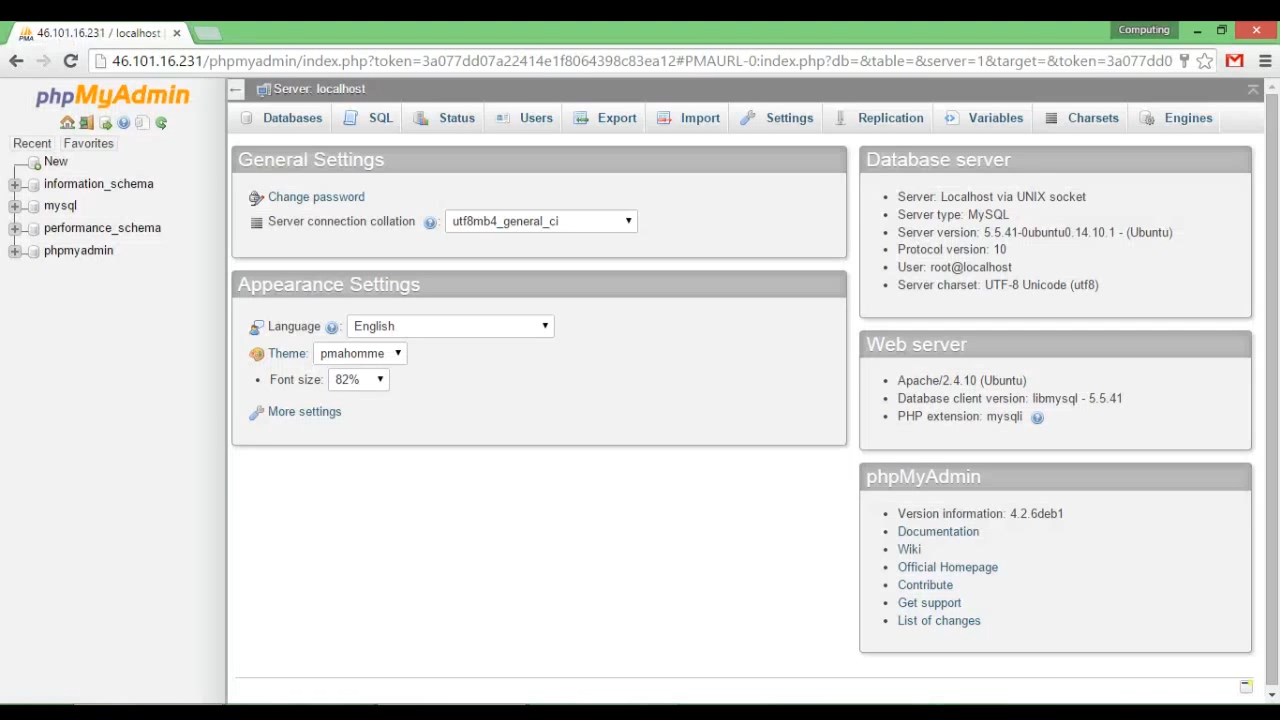 46.101.16.231 / localhost
Computing
46.101.16.231/phpmyadmin/index.php?token=3a077dd07a22414e18064398c83ea12#PMAURL-0:index.php?db=&table=&server=1&target=&token=3a077dd0
phpMyAdmin
Recent Favorites
New
information_schema
mysql
performance_schema
phpmyadmin
Server: localhost
Databases SQL Status Users Export Import Settings Replication Variables Charsets Engines
General Settings
Change password
Server connection collation : utf8mb4_general_ci
Appearance Settings
Language : English
Theme: pmahomme
• Font size: 82%
More settings
Database server
• Server: Localhost via UNIX socket
• Server type: MySQL
• Server version: 5.5.41-0ubuntu0.14.10.1 - (Ubuntu)
• Protocol version: 10
• User: root@localhost
• Server charset: UTF-8 Unicode (utf8)
Web server
• Apache/2.4.10 (Ubuntu)
• Database client version: libmysql - 5.5.41
• PHP extension: mysqli
phpMyAdmin
• Version information: 4.2.6deb1
• Documentation
• Wiki
• Official Homepage
• Contribute
• Get support
• List of changes